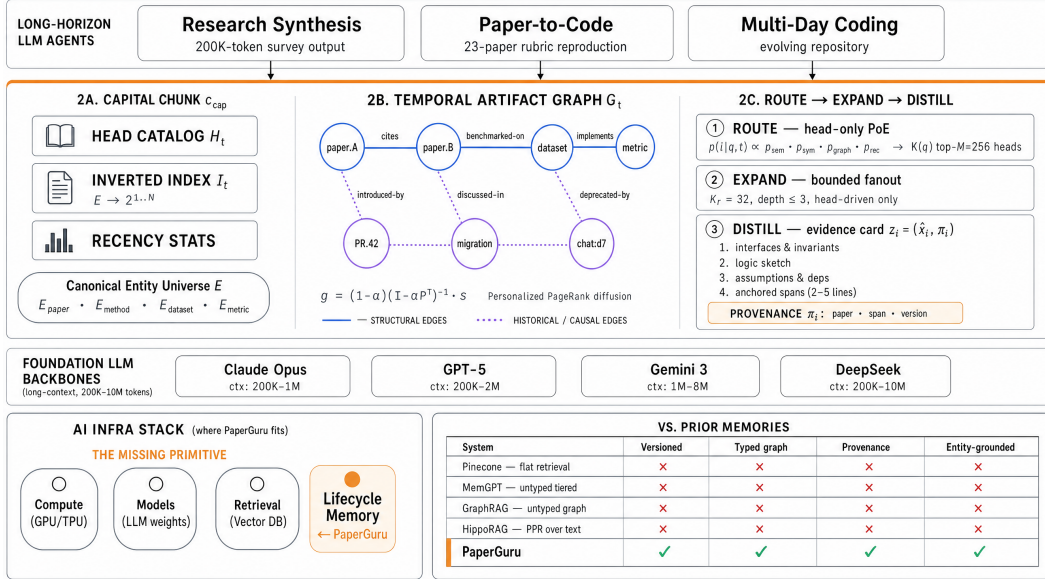 LONG-HORIZON
LLM AGENTS
Research Synthesis
200K-token survey output
Paper-to-Code
23-paper rubric reproduction
Multi-Day Coding
evolving repository
2A. CAPITAL CHUNK c_cap
HEAD CATALOG H_t
INVERTED INDEX I_t
E → 2^1..N
RECENCY STATS
Canonical Entity Universe E
E_paper • E_method • E_dataset • E_metric
2B. TEMPORAL ARTIFACT GRAPH G_t
paper.A
cites
paper.B
benchmarked-on
dataset
implements
metric
introduced-by
discussed-in
deprecated-by
PR.42
migration
chat:d7
g = (1-α)(I-αP^T)^-1 · s
Personalized PageRank diffusion
— STRUCTURAL EDGES
HISTORICAL / CAUSAL EDGES
2C. ROUTE → EXPAND → DISTILL
1 ROUTE — head-only PoE
p(i|q,t) ∝ p_sem • p_sym • p_graph • p_rec → K(q) top-M=256 heads
2 EXPAND — bounded fanout
K_r = 32, depth ≤ 3, head-driven only
3 DISTILL — evidence card z_i = (x̂_i, π_i)
1. interfaces & invariants
2. logic sketch
3. assumptions & deps
4. anchored spans (2–5 lines)
PROVENANCE π_i: paper • span • version
FOUNDATION LLM
BACKBONES
(long-context, 200K–10M tokens)
Claude Opus
ctx: 200K–1M
GPT-5
ctx: 200K–2M
Gemini 3
ctx: 1M–8M
DeepSeek
ctx: 200K–10M
AI INFRA STACK (where PaperGuru fits)
THE MISSING PRIMITIVE
Compute
(GPU/TPU)
Models
(LLM weights)
Retrieval
(Vector DB)
Lifecycle
Memory
← PaperGuru
VS. PRIOR MEMORIES
System Versioned Typed graph Provenance Entity-grounded
Pinecone — flat retrieval ✕ ✕ ✕ ✕
MemGPT — untyped tiered ✕ ✕ ✕ ✕
GraphRAG — untyped graph ✕ ✕ ✕ ✕
HippoRAG — PPR over text ✕ ✕ ✕ ✕
PaperGuru ✓ ✓ ✓ ✓